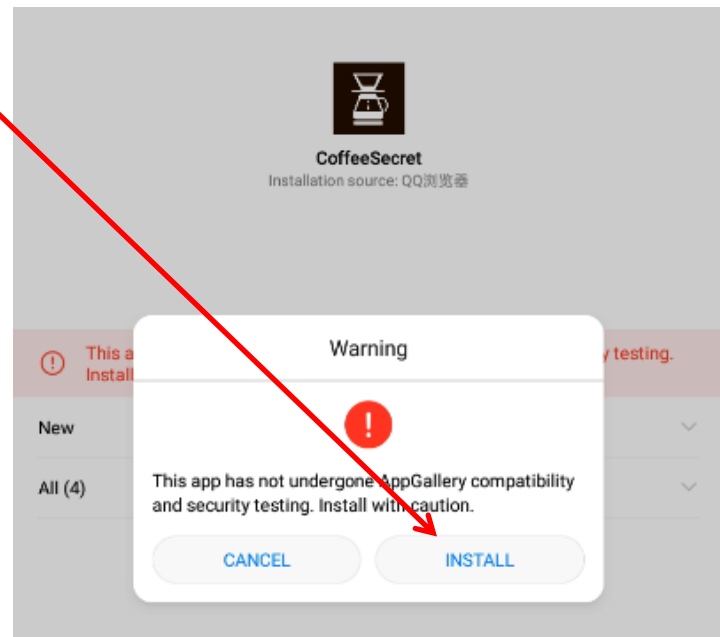 CoffeeSecret
Installation source: QQ浏览器
This a
y testing.
Install
Warning
New
All (4)
This app has not undergone AppGallery compatibility
and security testing. Install with caution.
CANCEL
INSTALL